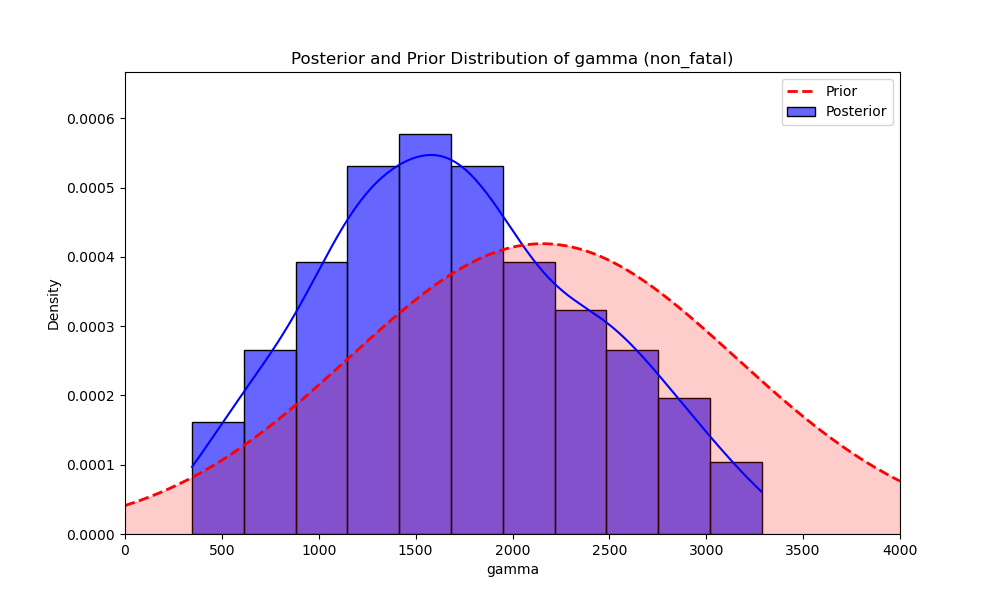 Posterior and Prior Distribution of gamma (non_fatal)
Prior
Posterior
0.0006
0.0005
0.0004
0.0003
0.0002
0.0001
0.0000
Density
0 500 1000 1500 2000 2500 3000 3500 4000
gamma